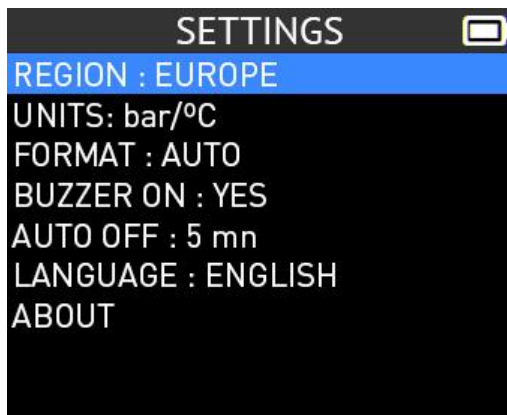 SETTINGS
REGION : EUROPE
UNITS: bar/ºC
FORMAT : AUTO
BUZZER ON : YES
AUTO OFF : 5 mn
LANGUAGE : ENGLISH
ABOUT